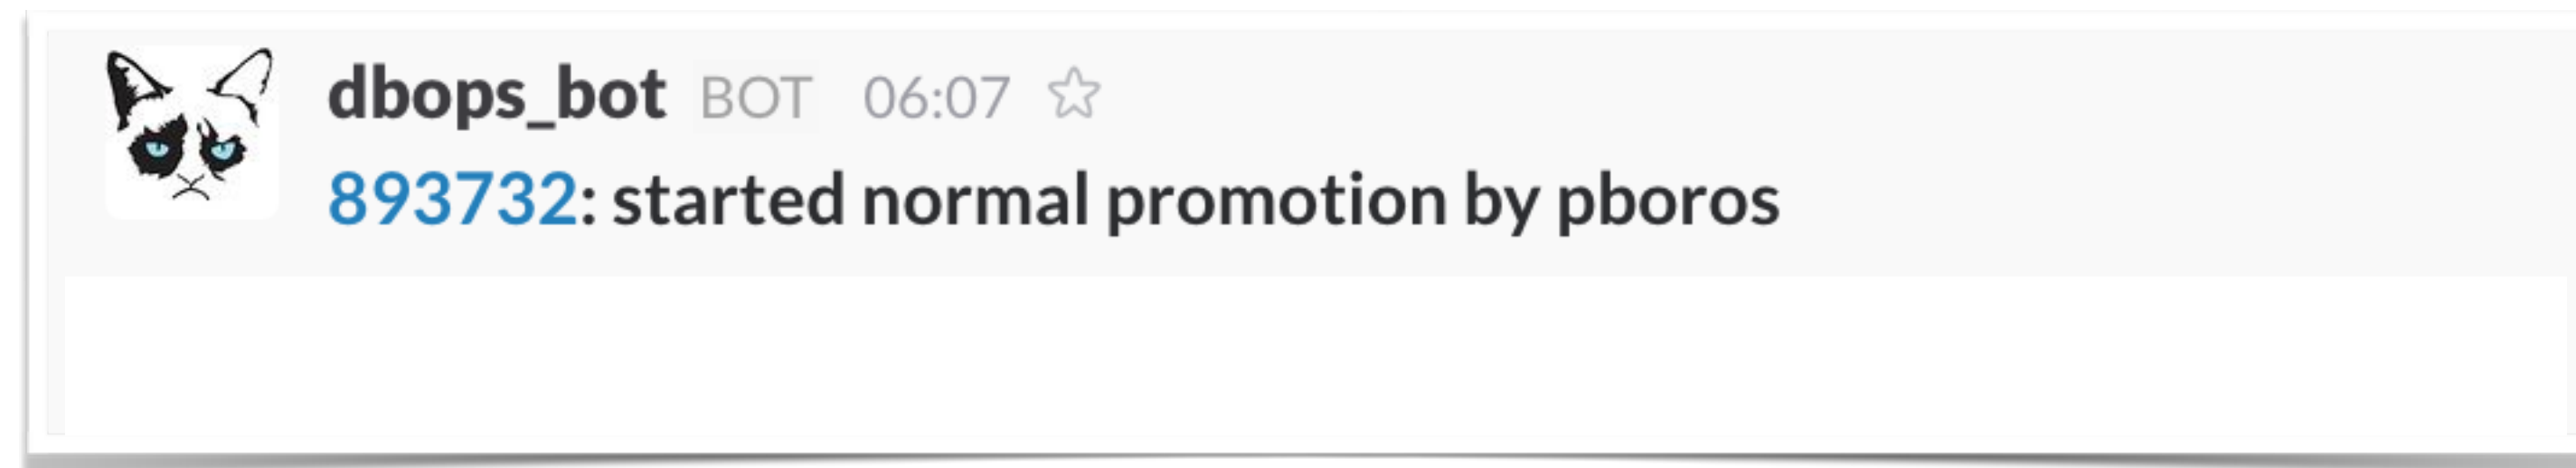 dbops_bot BOT 06:07
893732: started normal promotion by pboros